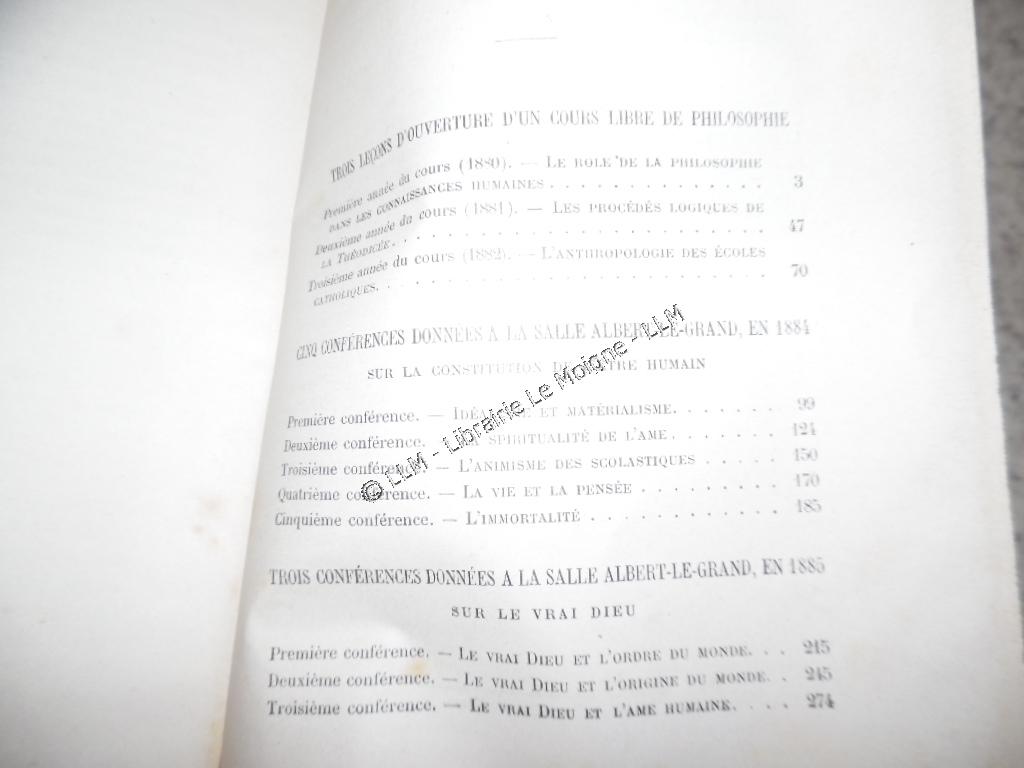 TROIS LEÇONS D'OUVERTURE D'UN COURS LIBRE DE PHILOSOPHIE
Première année du cours (1880). — LE ROLE DE LA PHILOSOPHIE
DANS LES CONNAISSANCES HUMAINES . . . . . . . . . . . . . . 3
Deuxième année du cours (1881). — LES PROCÉDÉS LOGIQUES DE
LA THÉODICÉE. . . . . . . . . . . . . . . . . . . . . . . . 47
Troisième année du cours (1882). — L'ANTHROPOLOGIE DES ÉCOLES
CATHOLIQUES. . . . . . . . . . . . . . . . . . . . . . . . 70
CINQ CONFÉRENCES DONNÉES A LA SALLE ALBERT-LE-GRAND, EN 1884
SUR LA CONSTITUTION DE L'ÊTRE HUMAIN
Première conférence. — IDÉALISME ET MATÉRIALISME. . . . . . . 99
Deuxième conférence. — LA SPIRITUALITÉ DE L'AME. . . . . . . 124
Troisième conférence. — L'ANIMISME DES SCOLASTIQUES . . . . . 150
Quatrième conférence. — LA VIE ET LA PENSÉE . . . . . . . . . 170
Cinquième conférence. — L'IMMORTALITÉ . . . . . . . . . . . . 185
TROIS CONFÉRENCES DONNÉES A LA SALLE ALBERT-LE-GRAND, EN 1885
SUR LE VRAI DIEU
Première conférence. — LE VRAI DIEU ET L'ORDRE DU MONDE. . . 215
Deuxième conférence. — LE VRAI DIEU ET L'ORIGINE DU MONDE. . 245
Troisième conférence. — LE VRAI DIEU ET L'AME HUMAINE. . . . 274
© LLM - Librairie Le Moigne - LLM